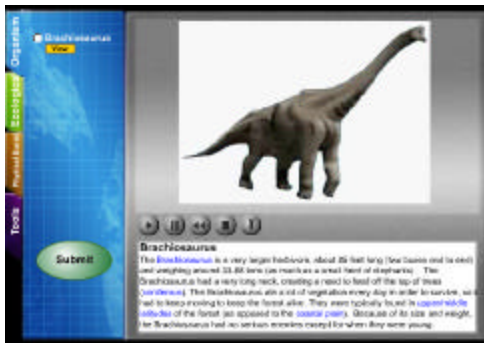 Organism
Ecological
Physical
Tools
Brachiosaurus
View
Submit
Brachiosaurus
The Brachiosaurus is a very large herbivore, about 85 feet long (two buses end to end)
and weighing around 33-88 tons (as much as a small herd of elephants). The
Brachiosaurus had a very long neck, creating a need to feed off the top of trees
(coniferous). The Brachiosaurus ate a lot of vegetation every day in order to survive, so it
had to keep moving to keep the forest alive. They were typically found in upper/middle
latitudes of the forest (as opposed to the coastal plain). Because of its size and weight,
the Brachiosaurus had no serious enemies except for when they were young.